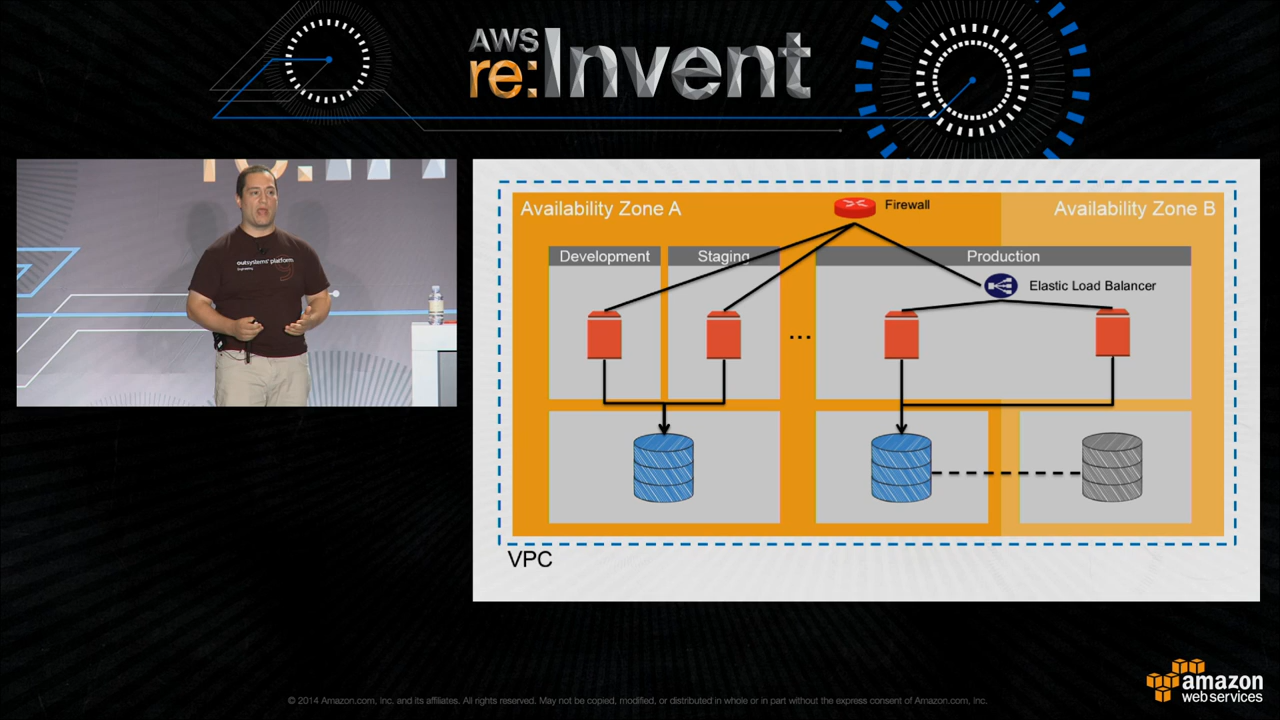 AWS
re:Invent
outsystems platform
Engineering
9
Availability Zone A
Firewall
Availability Zone B
Development
Staging
Production
Elastic Load Balancer
...
VPC
amazon
web services
© 2014 Amazon.com, Inc. and its affiliates. All rights reserved. May not be copied, modified, or distributed in whole or in part without the express consent of Amazon.com, Inc.